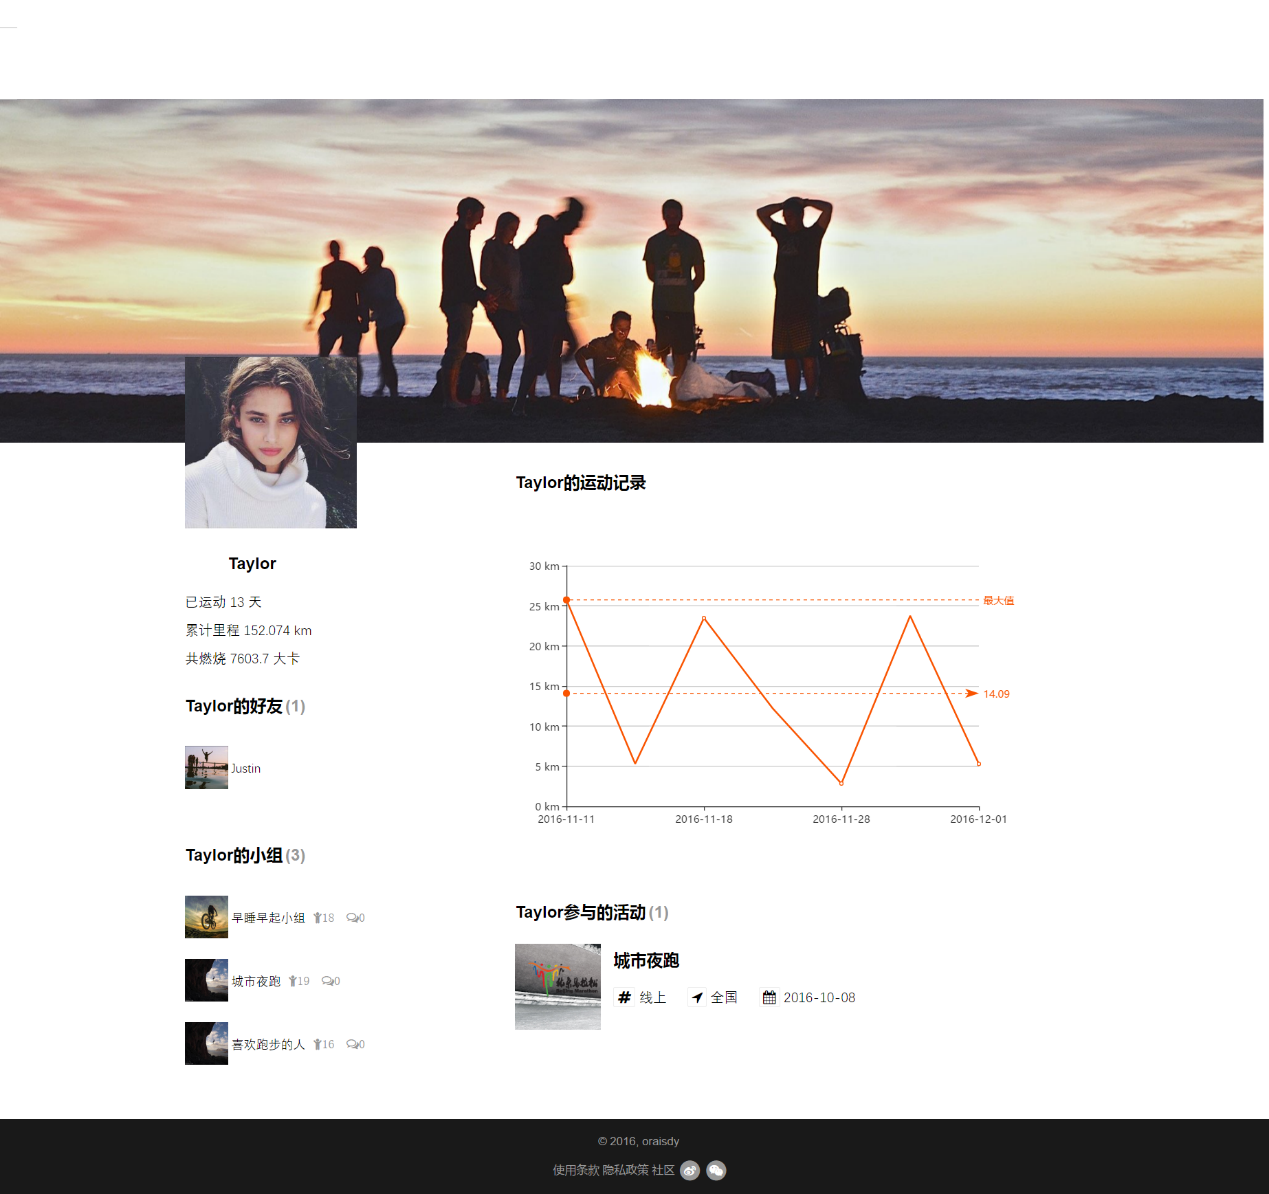 Taylor
已运动 13 天
累计里程 152.074 km
共燃烧 7603.7 大卡
Taylor的好友(1)
Justin
Taylor的小组(3)
早睡早起小组 18 0
城市夜跑 19 0
喜欢跑步的人 16 0
Taylor的运动记录
30 km
25 km
20 km
15 km
10 km
5 km
0 km
最大值
14.09
2016-11-11 2016-11-18 2016-11-28 2016-12-01
Taylor参与的活动(1)
城市夜跑
# 线上 全国 2016-10-08
© 2016, oraisdy
使用条款 隐私政策 社区